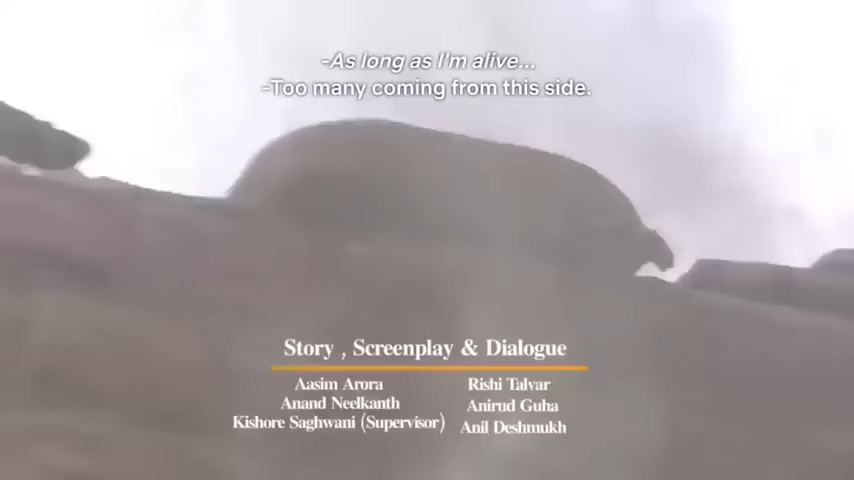 -As long as I'm alive...
-Too many coming from this side.
Story , Screenplay & Dialogue
Aasim Arora
Rishi Talvar
Anand Neelkanth
Anirud Guha
Kishore Saghwani (Supervisor)
Anil Deshmukh